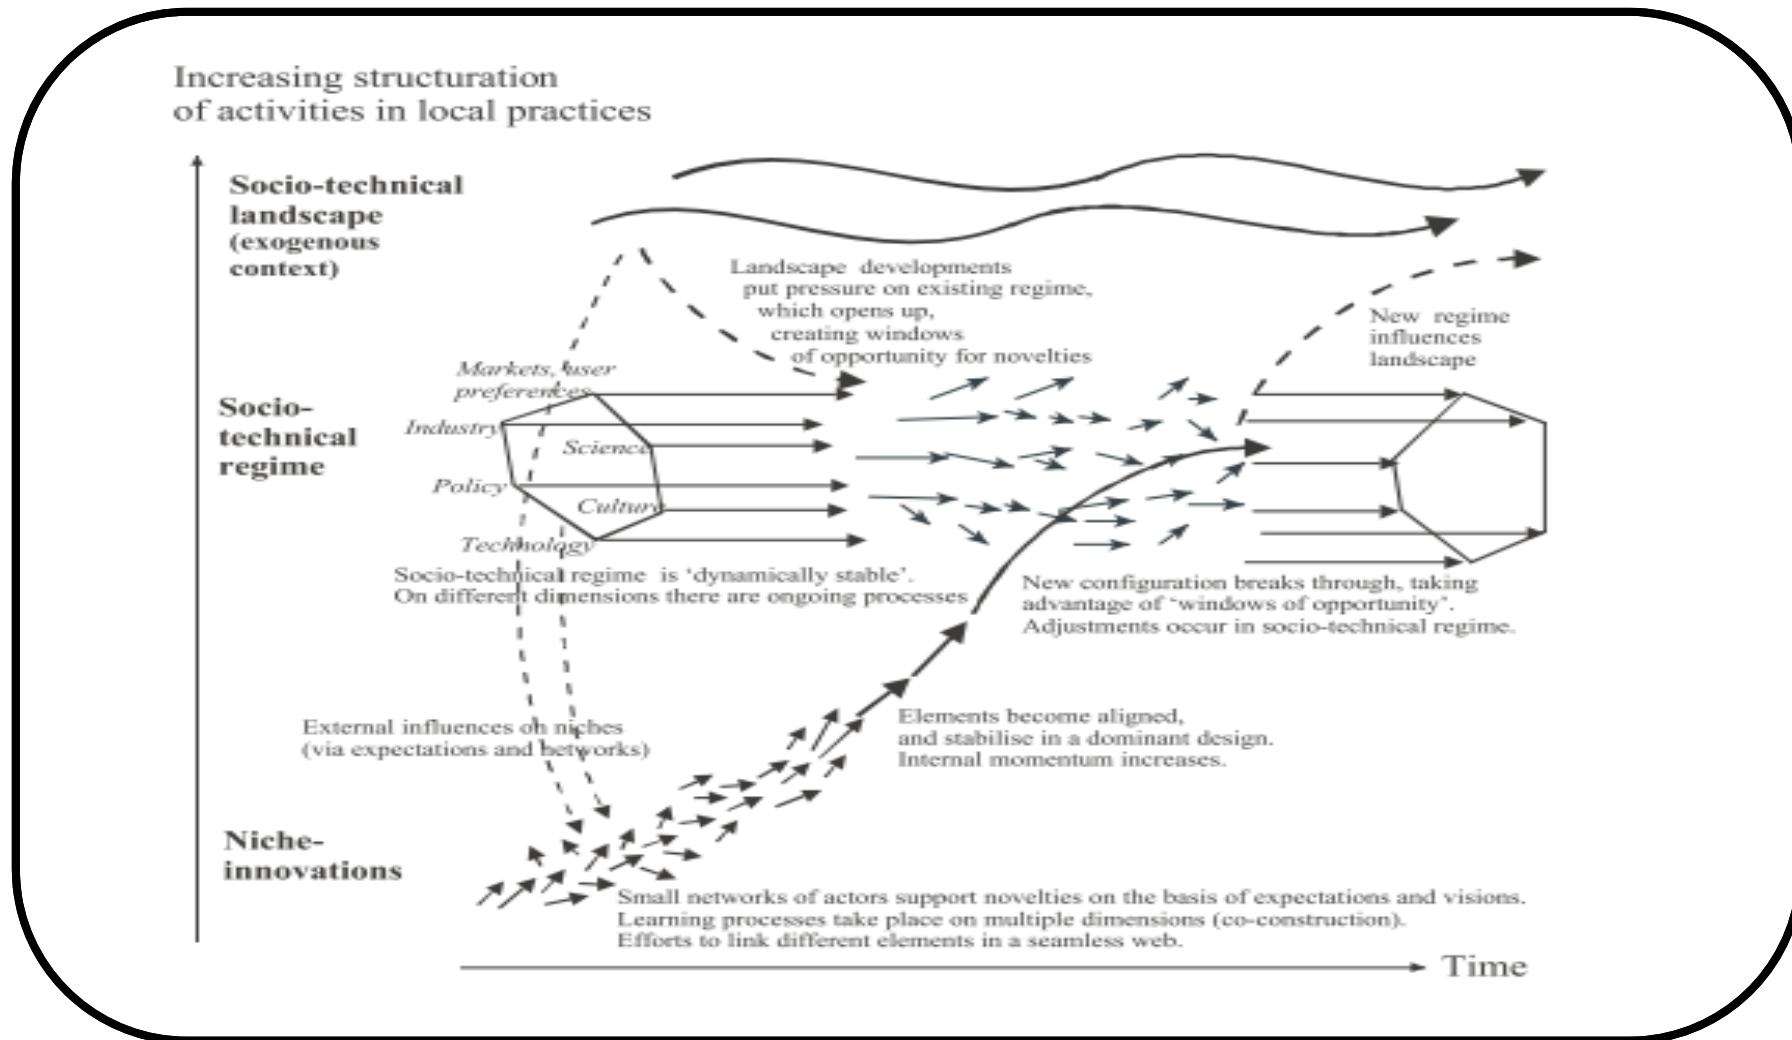 Increasing structuration
of activities in local practices
Socio-technical
landscape
(exogenous
context)
Landscape developments
put pressure on existing regime,
which opens up,
creating windows
of opportunity for novelties
New regime
influences
landscape
Markets, user
preferences
Industry
Science
Policy
Culture
Technology
Socio-
technical
regime
Socio-technical regime is ‘dynamically stable’.
On different dimensions there are ongoing processes
New configuration breaks through, taking
advantage of ‘windows of opportunity’.
Adjustments occur in socio-technical regime.
External influences on niches
(via expectations and networks)
Elements become aligned,
and stabilise in a dominant design.
Internal momentum increases.
Niche-
innovations
Small networks of actors support novelties on the basis of expectations and visions.
Learning processes take place on multiple dimensions (co-construction).
Efforts to link different elements in a seamless web.
Time